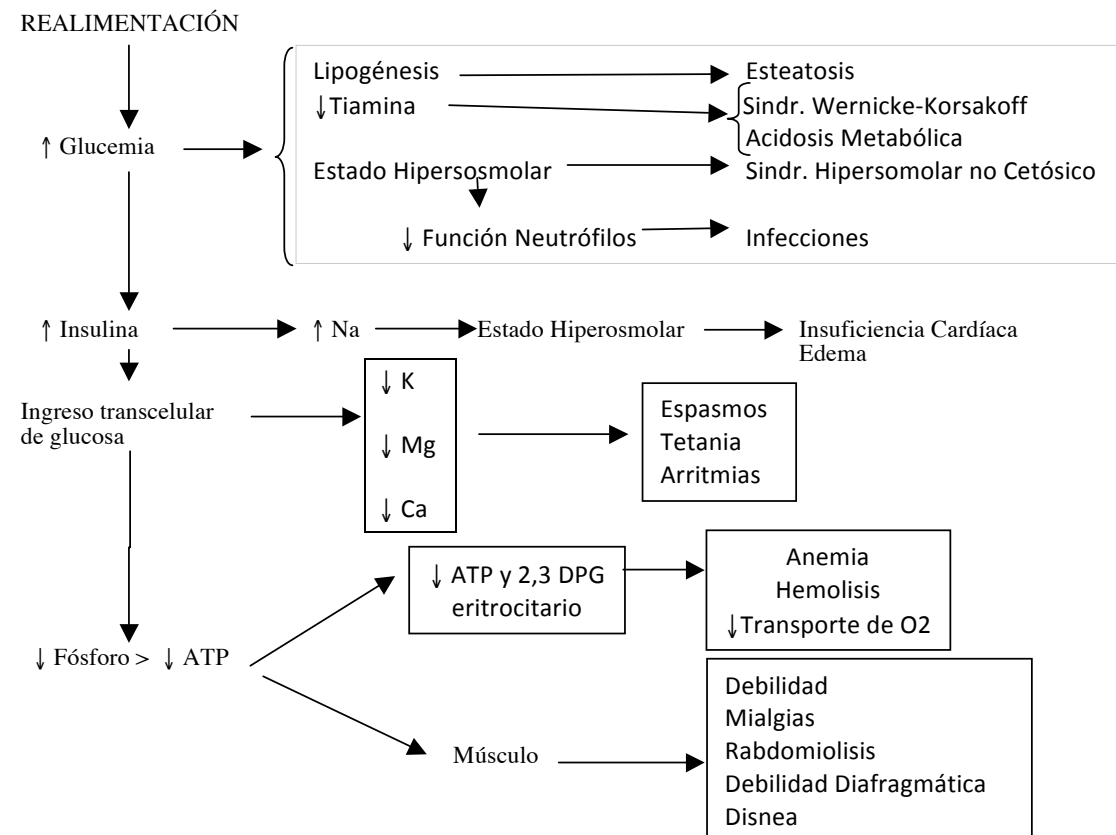 REALIMENTACIÓN
Lipogénesis
Esteatosis
↓Tiamina
Sindr. Wernicke-Korsakoff
Acidosis Metabólica
↑ Glucemia
Estado Hipersosmolar
Sindr. Hipersomolar no Cetósico
↓ Función Neutrófilos
Infecciones
↑ Insulina
↑ Na
Estado Hiperosmolar
Insuficiencia Cardíaca
Edema
Ingreso transcelular
de glucosa
↓ K
↓ Mg
↓ Ca
Espasmos
Tetania
Arritmias
↓ Fósforo > ↓ ATP
↓ ATP y 2,3 DPG
eritrocitario
Anemia
Hemolisis
↓Transporte de O2
Músculo
Debilidad
Mialgias
Rabdomiolisis
Debilidad Diafragmática
Disnea